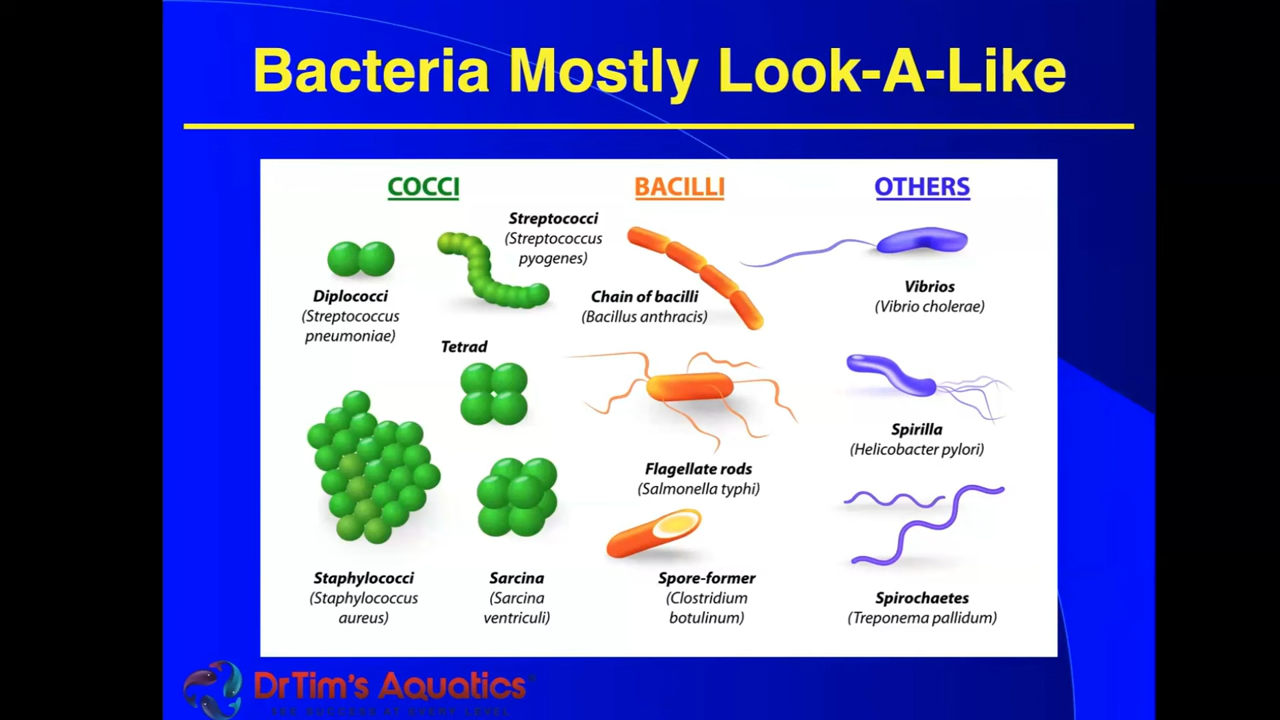 Bacteria Mostly Look-A-Like
COCCI
Diplococci
(Streptococcus
pneumoniae)
Streptococci
(Streptococcus
pyogenes)
Tetrad
Staphylococci
(Staphylococcus
aureus)
Sarcina
(Sarcina
ventriculi)
BACILLI
Chain of bacilli
(Bacillus anthracis)
Flagellate rods
(Salmonella typhi)
Spore-former
(Clostridium
botulinum)
OTHERS
Vibrios
(Vibrio cholerae)
Spirilla
(Helicobacter pylori)
Spirochaetes
(Treponema pallidum)
DrTim's Aquatics